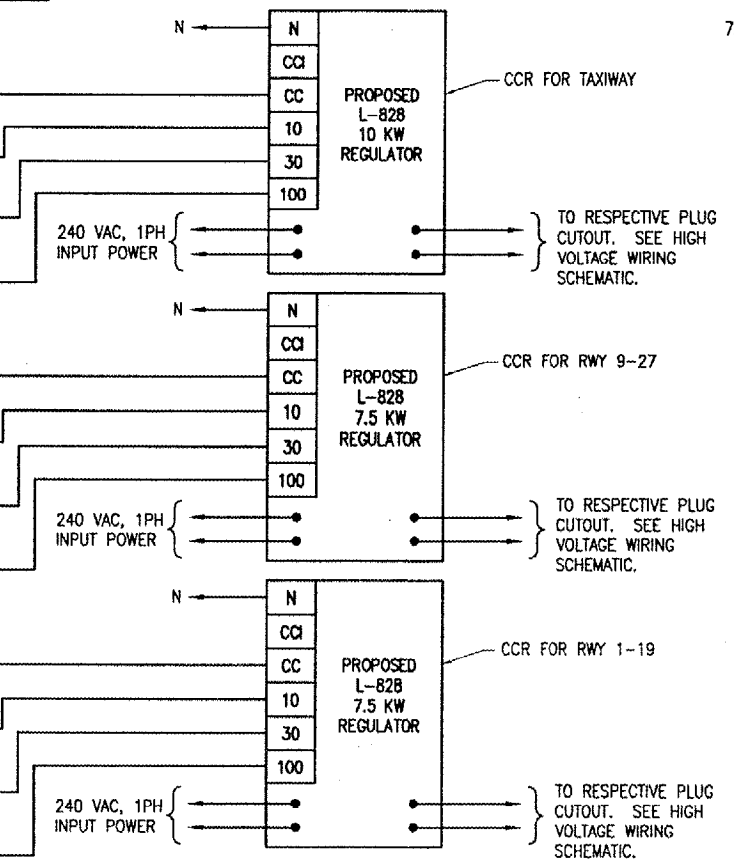 7
N
N
CCI
CC
10
30
100
PROPOSED
L-828
10 KW
REGULATOR
CCR FOR TAXIWAY
240 VAC, 1PH
INPUT POWER
TO RESPECTIVE PLUG
CUTOUT. SEE HIGH
VOLTAGE WIRING
SCHEMATIC.
N
N
CCI
CC
10
30
100
PROPOSED
L-828
7.5 KW
REGULATOR
CCR FOR RWY 9-27
240 VAC, 1PH
INPUT POWER
TO RESPECTIVE PLUG
CUTOUT. SEE HIGH
VOLTAGE WIRING
SCHEMATIC.
N
N
CCI
CC
10
30
100
PROPOSED
L-828
7.5 KW
REGULATOR
CCR FOR RWY 1-19
240 VAC, 1PH
INPUT POWER
TO RESPECTIVE PLUG
CUTOUT. SEE HIGH
VOLTAGE WIRING
SCHEMATIC.